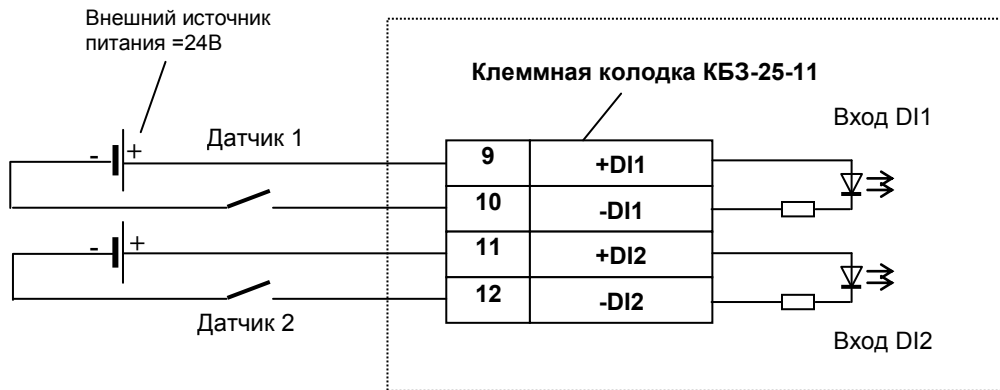 Внешний источник
питания =24В
Клеммная колодка КБЗ-25-11
Вход DI1
Датчик 1
- +
9 +DI1
10 -DI1
- +
11 +DI2
12 -DI2
Датчик 2
Вход DI2